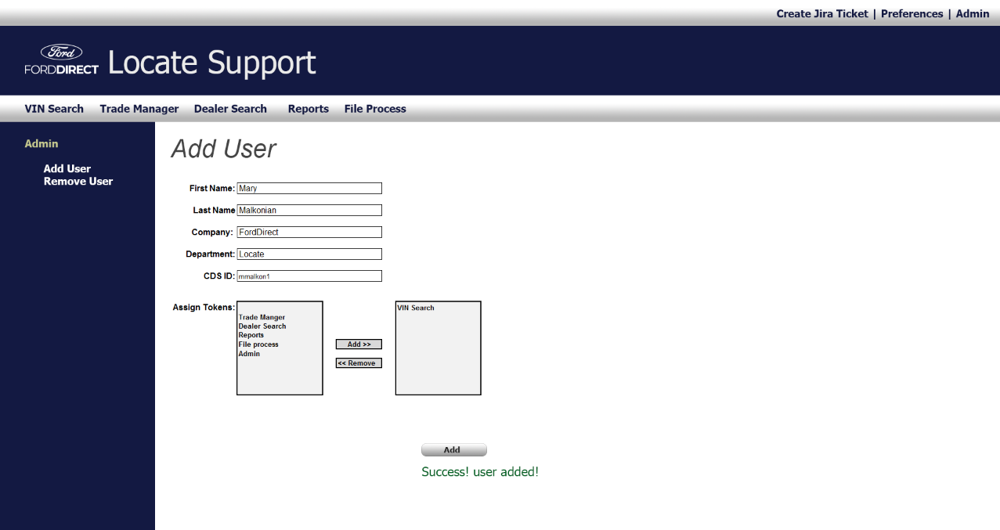 Create Jira Ticket | Preferences | Admin
Ford
FORDDIRECT Locate Support
VIN Search Trade Manager Dealer Search Reports File Process
Admin
Add User
Remove User
Add User
First Name: Mary
Last Name Malkonian
Company: FordDirect
Department: Locate
CDS ID: mmalkon1
Assign Tokens:
Trade Manger
Dealer Search
Reports
File process
Admin
Add >>
<< Remove
VIN Search
Add
Success! user added!